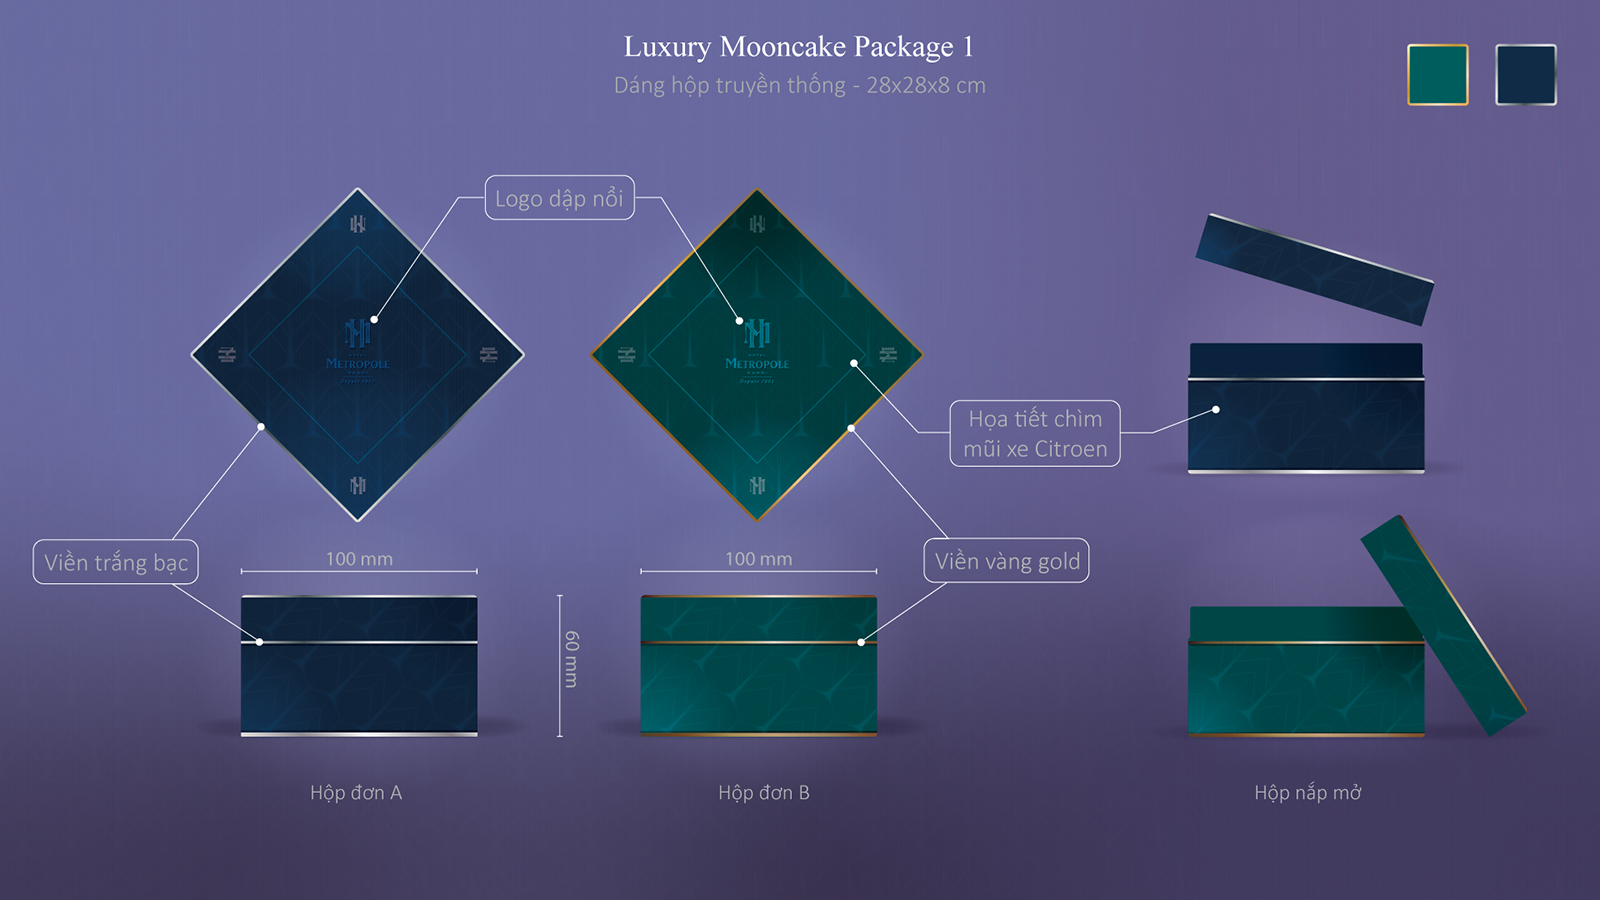 Luxury Mooncake Package 1
Dáng hộp truyền thống - 28x28x8 cm
Logo dập nổi
METROPOLE
METROPOLE
Họa tiết chìm
mũi xe Citroen
Viền trắng bạc
100 mm
100 mm
Viền vàng gold
60 mm
Hộp đơn A
Hộp đơn B
Hộp nắp mở